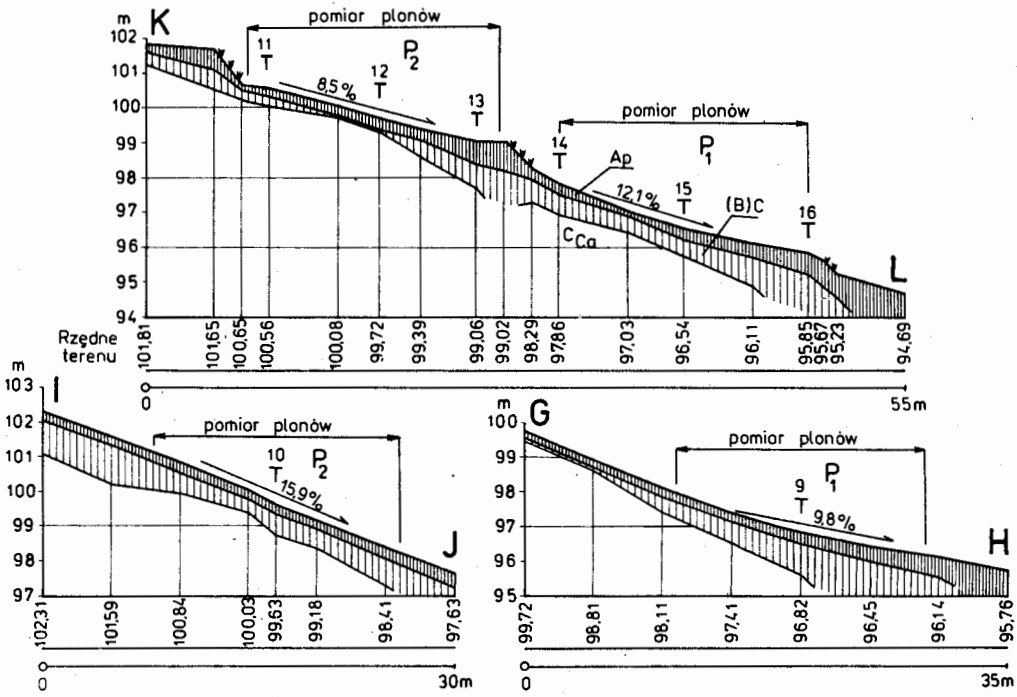 K
m
pomiar plonów
P2
102
101
100
99
98
97
96
95
94
11
T
8,5%
12
T
13
T
pomiar plonów
P1
14
T
Ap
12,1%
15
T
(B)C
16
T
CCa
L
Rzędne terenu
101,81
101,65
100,65
100,56
100,08
99,72
99,39
99,06
99,02
98,29
97,86
97,03
96,54
96,11
95,85
95,67
95,23
94,69
0
55m
I
m
103
102
101
100
99
98
97
pomiar plonów
10
T
P2
15,9%
J
102,31
101,59
100,84
100,03
99,63
99,18
98,41
97,63
0
30m
G
m
100
99
98
97
96
95
pomiar plonów
P1
9
T
9,8%
H
99,72
98,81
98,11
97,41
96,82
96,45
96,14
95,76
0
35m